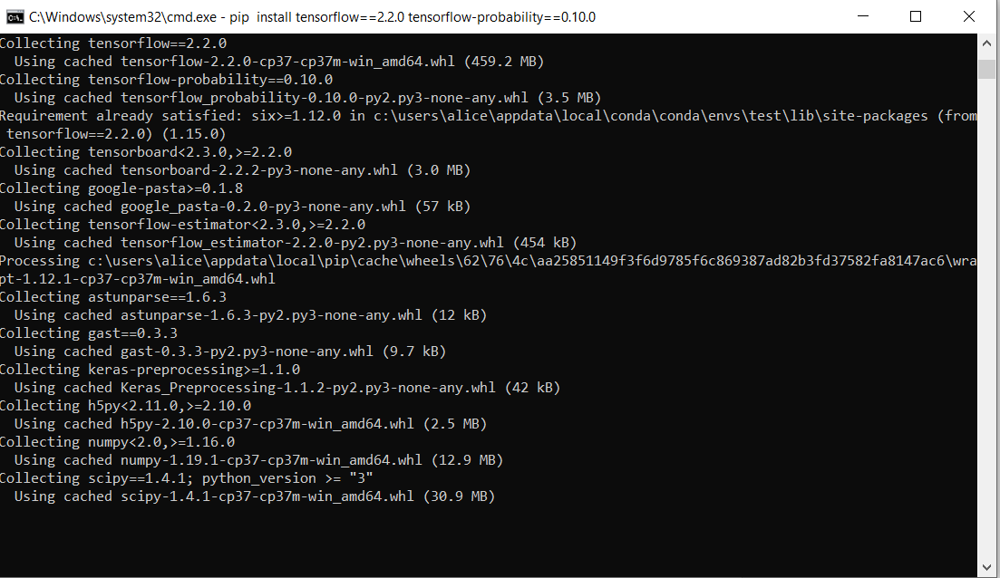 C:\Windows\system32\cmd.exe - pip  install tensorflow==2.2.0 tensorflow-probability==0.10.0
Collecting tensorflow==2.2.0
  Using cached tensorflow-2.2.0-cp37-cp37m-win_amd64.whl (459.2 MB)
Collecting tensorflow-probability==0.10.0
  Using cached tensorflow_probability-0.10.0-py2.py3-none-any.whl (3.5 MB)
Requirement already satisfied: six>=1.12.0 in c:\users\alice\appdata\local\conda\conda\envs\test\lib\site-packages (from
 tensorflow==2.2.0) (1.15.0)
Collecting tensorboard<2.3.0,>=2.2.0
  Using cached tensorboard-2.2.2-py3-none-any.whl (3.0 MB)
Collecting google-pasta>=0.1.8
  Using cached google_pasta-0.2.0-py3-none-any.whl (57 kB)
Collecting tensorflow-estimator<2.3.0,>=2.2.0
  Using cached tensorflow_estimator-2.2.0-py2.py3-none-any.whl (454 kB)
Processing c:\users\alice\appdata\local\pip\cache\wheels\62\76\4c\aa25851149f3f6d9785f6c869387ad82b3fd37582fa8147ac6\wra
pt-1.12.1-cp37-cp37m-win_amd64.whl
Collecting astunparse==1.6.3
  Using cached astunparse-1.6.3-py2.py3-none-any.whl (12 kB)
Collecting gast==0.3.3
  Using cached gast-0.3.3-py2.py3-none-any.whl (9.7 kB)
Collecting keras-preprocessing>=1.1.0
  Using cached Keras_Preprocessing-1.1.2-py2.py3-none-any.whl (42 kB)
Collecting h5py<2.11.0,>=2.10.0
  Using cached h5py-2.10.0-cp37-cp37m-win_amd64.whl (2.5 MB)
Collecting numpy<2.0,>=1.16.0
  Using cached numpy-1.19.1-cp37-cp37m-win_amd64.whl (12.9 MB)
Collecting scipy==1.4.1; python_version >= "3"
  Using cached scipy-1.4.1-cp37-cp37m-win_amd64.whl (30.9 MB)